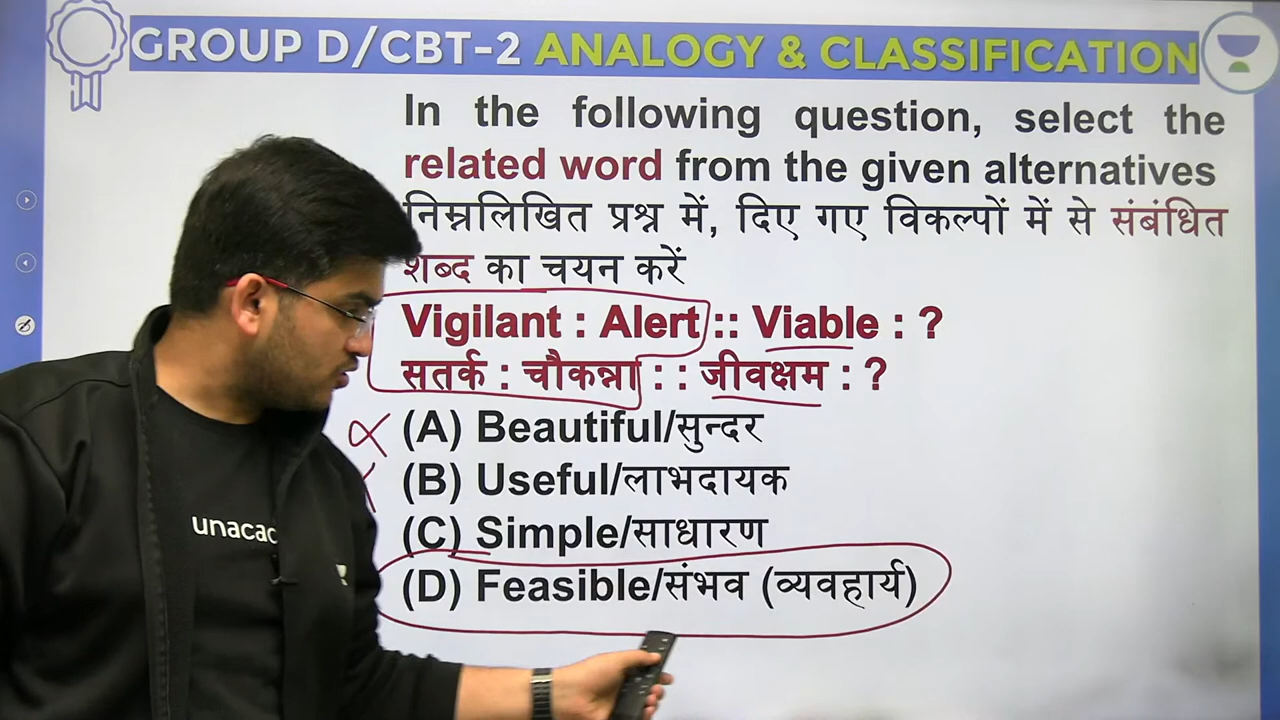 GROUP D/CBT-2 ANALOGY & CLASSIFICATION
In the following question, select the
related word from the given alternatives
निम्नलिखित प्रश्न में, दिए गए विकल्पों में से संबंधित
शब्द का चयन करें
Vigilant : Alert :: Viable : ?
सतर्क : चौकन्ना : : जीवक्षम : ?
(A) Beautiful/सुन्दर
(B) Useful/लाभदायक
(C) Simple/साधारण
(D) Feasible/संभव (व्यवहार्य)